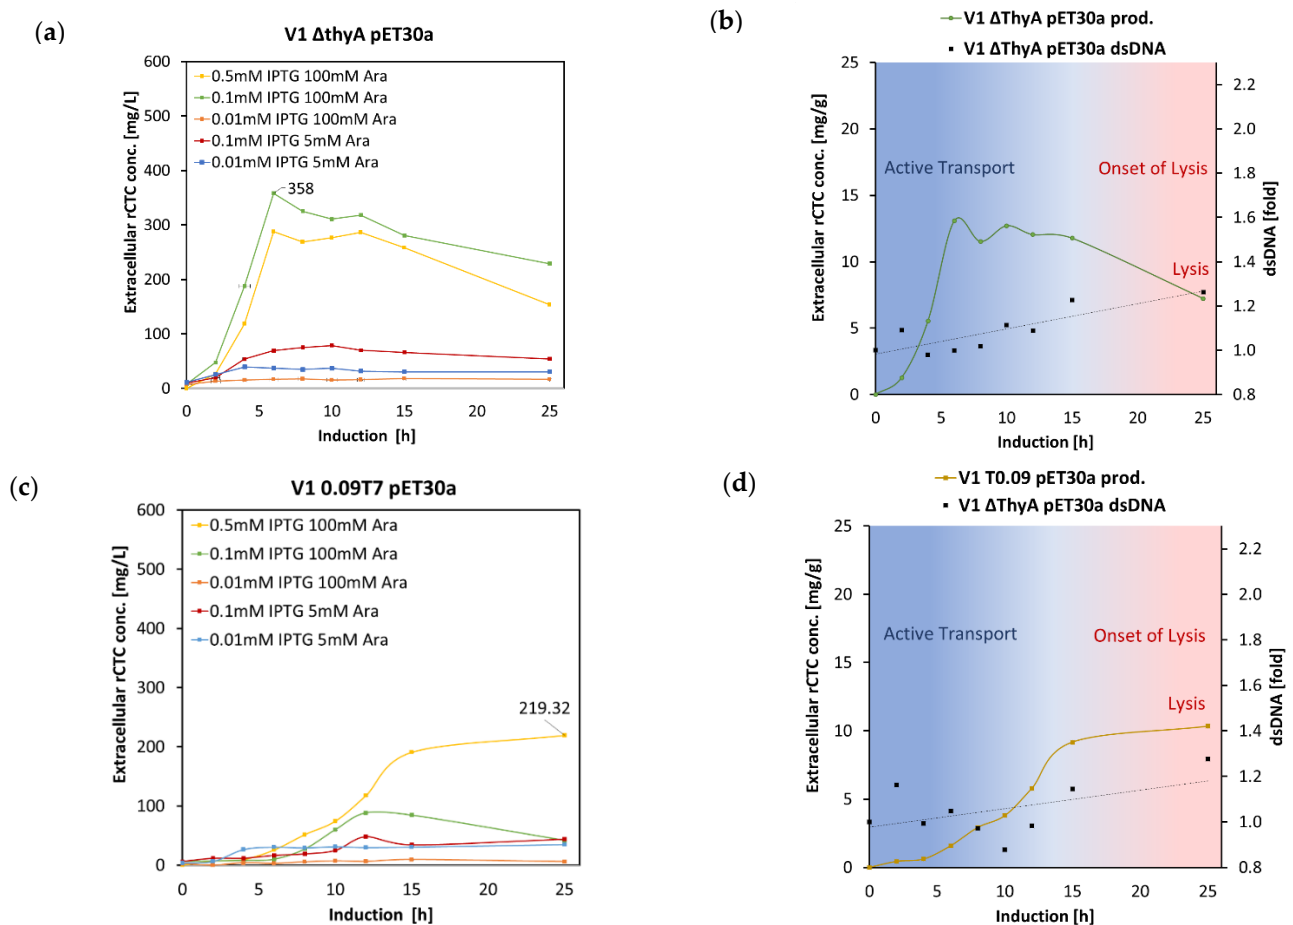 (a)
V1 ΔthyA pET30a
Extracellular rCTC conc. [mg/L]
600
500
400
300
200
100
0
0.5mM IPTG 100mM Ara
0.1mM IPTG 100mM Ara
0.01mM IPTG 100mM Ara
0.1mM IPTG 5mM Ara
0.01mM IPTG 5mM Ara
358
0 5 10 15 20 25
Induction [h]
(b)
V1 ΔThyA pET30a prod.
V1 ΔThyA pET30a dsDNA
Extracellular rCTC conc. [mg/g]
25
20
15
10
5
0
Active Transport
Onset of Lysis
Lysis
2.2
2.0
1.8
1.6
1.4
1.2
1.0
0.8
dsDNA [fold]
0 5 10 15 20 25
Induction [h]
(c)
V1 0.09T7 pET30a
Extracellular rCTC conc. [mg/L]
600
500
400
300
200
100
0
0.5mM IPTG 100mM Ara
0.1mM IPTG 100mM Ara
0.01mM IPTG 100mM Ara
0.1mM IPTG 5mM Ara
0.01mM IPTG 5mM Ara
219.32
0 5 10 15 20 25
Induction [h]
(d)
V1 T0.09 pET30a prod.
V1 ΔThyA pET30a dsDNA
Extracellular rCTC conc. [mg/g]
25
20
15
10
5
0
Active Transport
Onset of Lysis
Lysis
2.2
2.0
1.8
1.6
1.4
1.2
1.0
0.8
dsDNA [fold]
0 5 10 15 20 25
Induction [h]